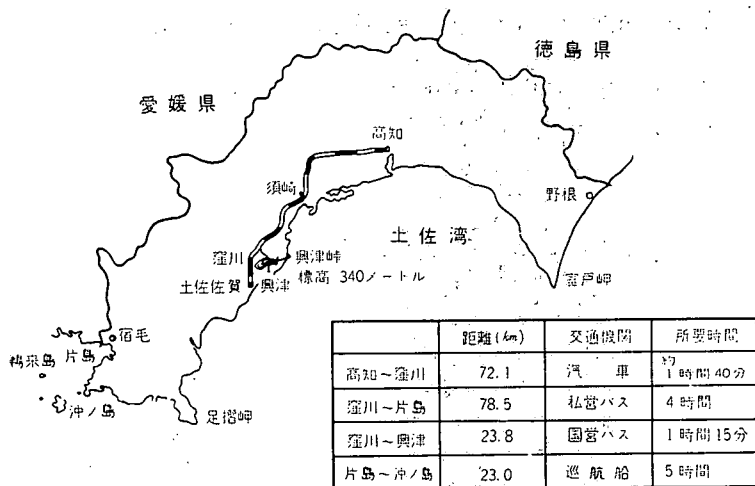 徳島県
愛媛県
高知
須崎
野根
土佐湾
窪川
興津峠
標高 340メートル
土佐佐賀
興津
室戸岬
宿毛
片島
鵜来島
沖ノ島
足摺岬
距離(km) 交通機関 所要時間
高知~窪川 72.1 汽車 約1時間40分
窪川~片島 78.5 私営バス 4時間
窪川~興津 23.8 国営バス 1時間15分
片島~沖ノ島 23.0 巡航船 5時間